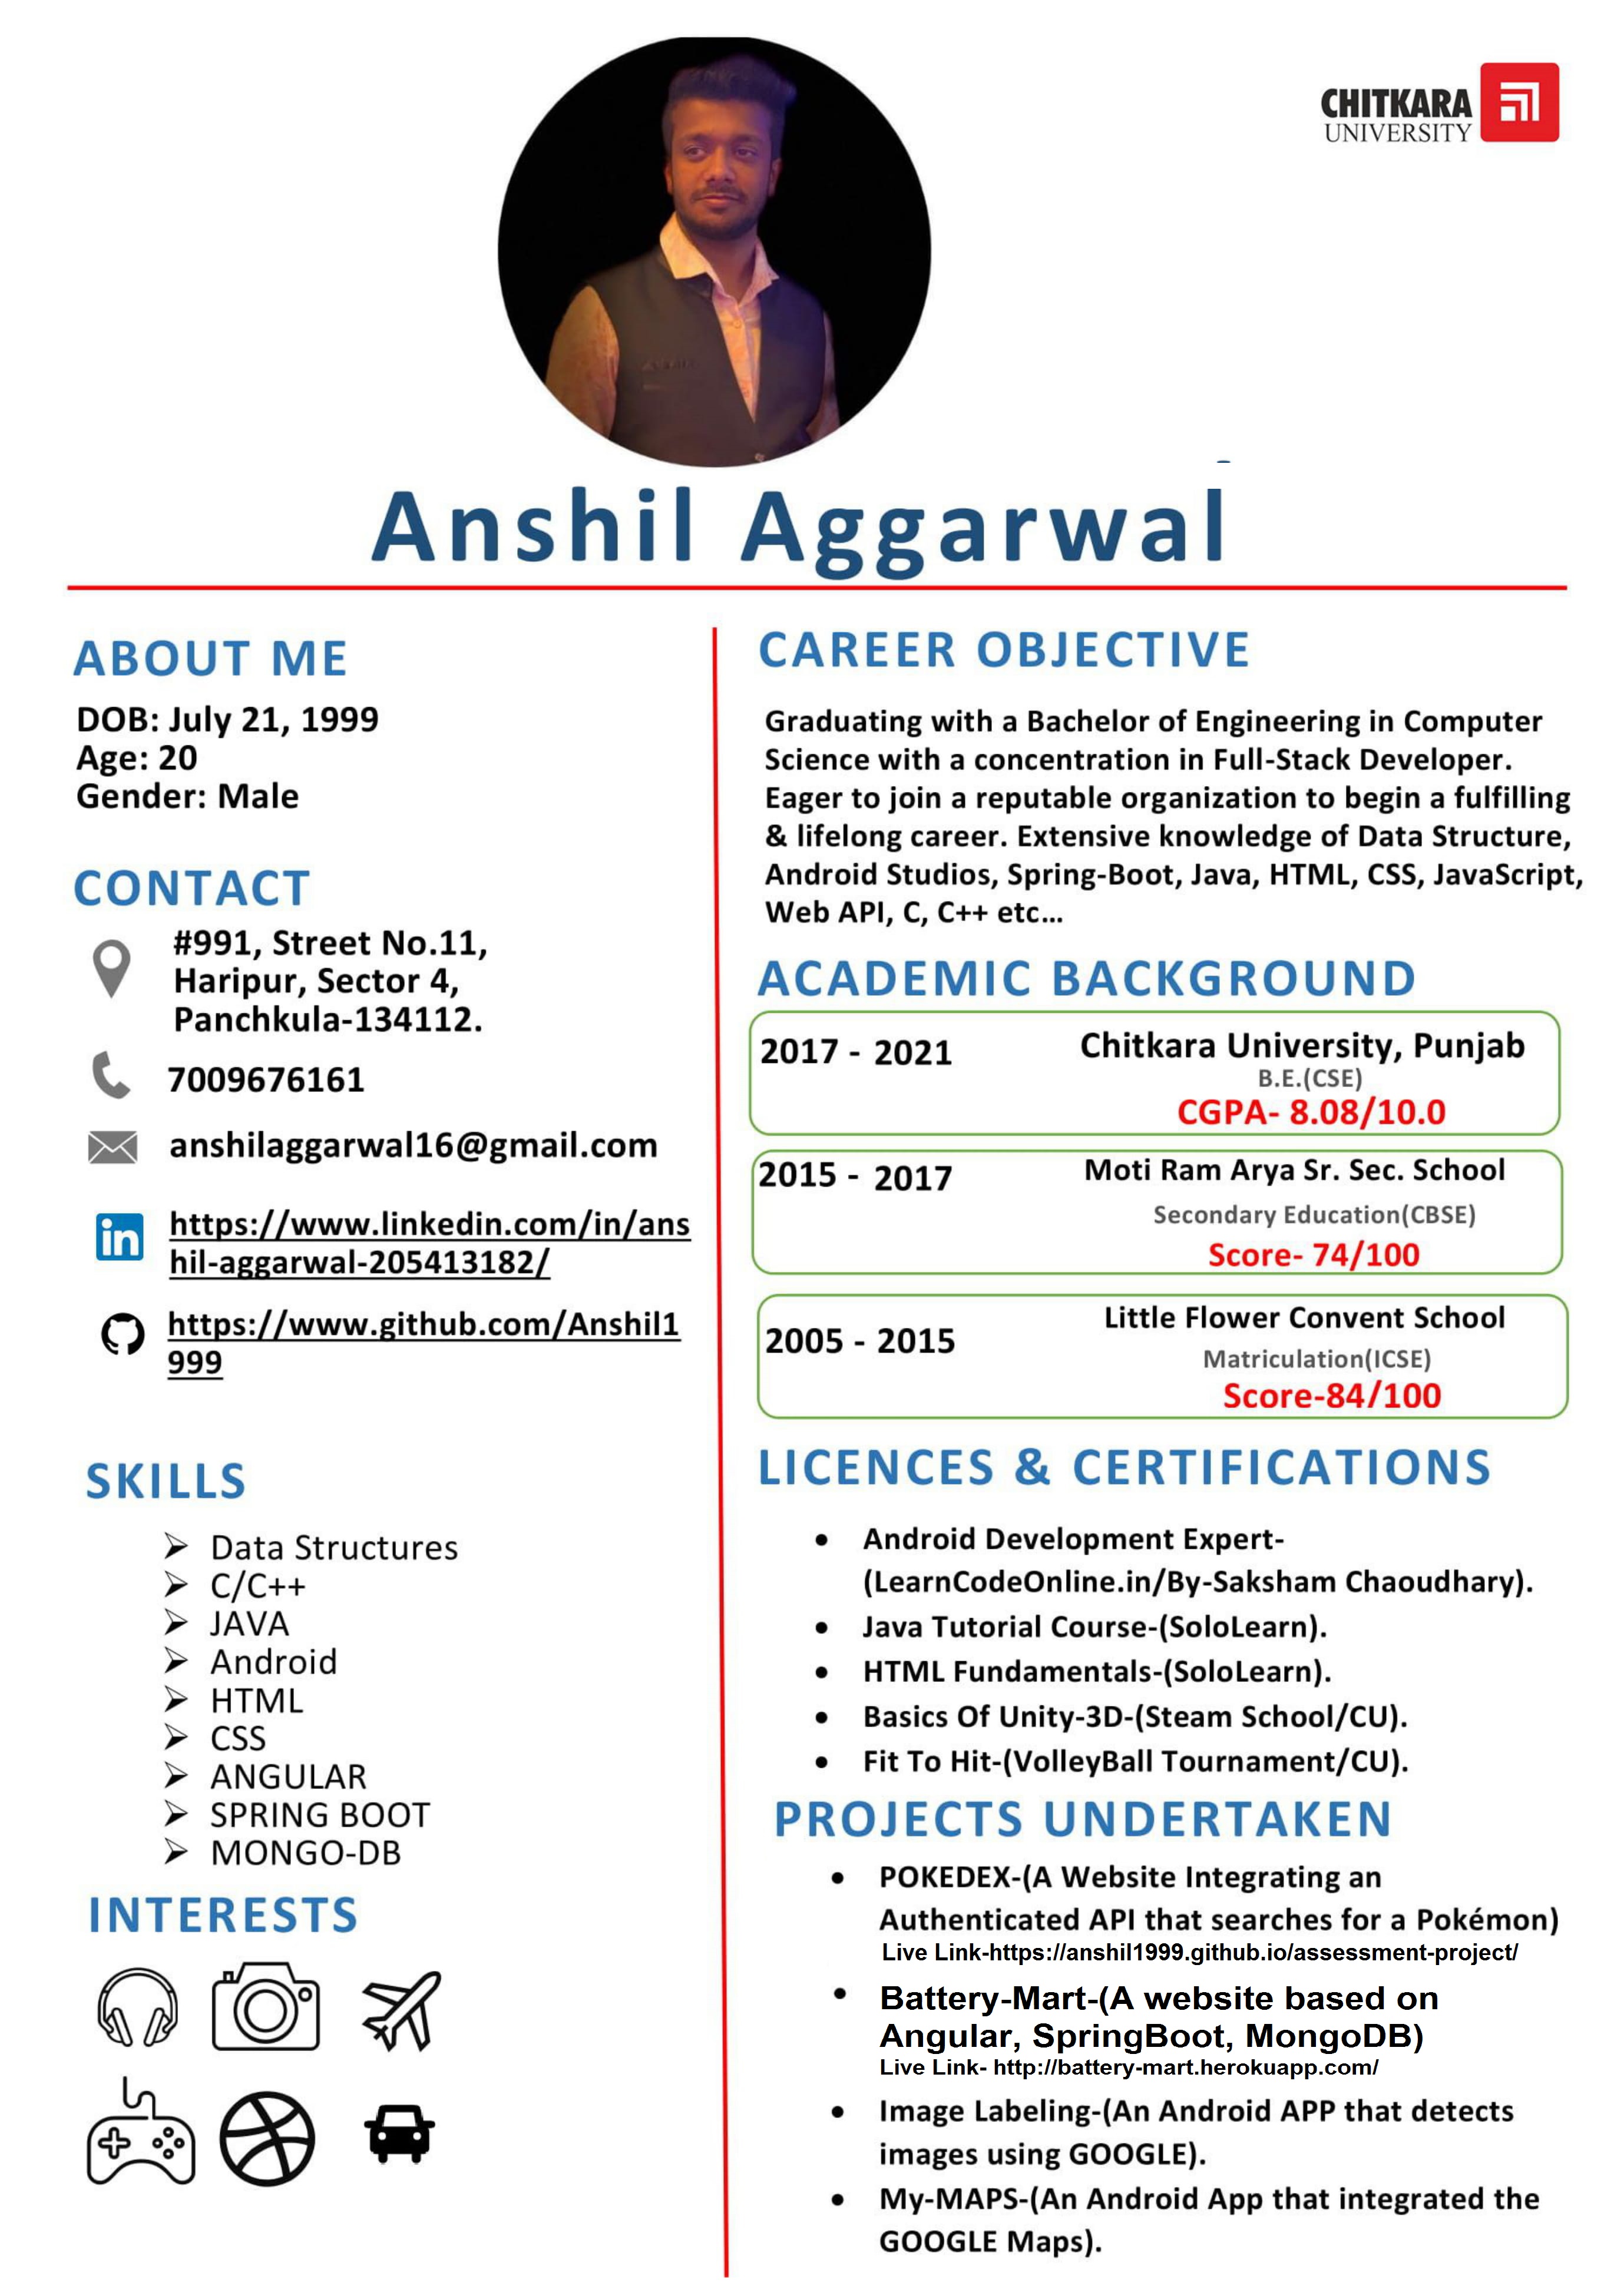 CHITKARA
UNIVERSITY
Anshil Aggarwal
ABOUT ME
DOB: July 21, 1999
Age: 20
Gender: Male
CONTACT
#991, Street No.11,
Haripur, Sector 4,
Panchkula-134112.
7009676161
anshilaggarwal16@gmail.com
in
https://www.linkedin.com/in/ans
hil-aggarwal-205413182/
https://www.github.com/Anshil1
999
SKILLS
Data Structures
C/C++
JAVA
Android
HTML
CSS
ANGULAR
SPRING BOOT
MONGO-DB
INTERESTS
CAREER OBJECTIVE
Graduating with a Bachelor of Engineering in Computer
Science with a concentration in Full-Stack Developer.
Eager to join a reputable organization to begin a fulfilling
& lifelong career. Extensive knowledge of Data Structure,
Android Studios, Spring-Boot, Java, HTML, CSS, JavaScript,
Web API, C, C++ etc...
ACADEMIC BACKGROUND
2017 - 2021
Chitkara University, Punjab
B.E.(CSE)
CGPA- 8.08/10.0
2015 - 2017
Moti Ram Arya Sr. Sec. School
Secondary Education(CBSE)
Score- 74/100
2005 - 2015
Little Flower Convent School
Matriculation(ICSE)
Score-84/100
LICENCES & CERTIFICATIONS
• Android Development Expert-
(LearnCodeOnline.in/By-Saksham Chaoudhary).
• Java Tutorial Course-(SoloLearn).
• HTML Fundamentals-(SoloLearn).
• Basics Of Unity-3D-(Steam School/CU).
• Fit To Hit-(VolleyBall Tournament/CU).
PROJECTS UNDERTAKEN
• POKEDEX-(A Website Integrating an
Authenticated API that searches for a Pokémon)
Live Link-https://anshil1999.github.io/assessment-project/
• Battery-Mart-(A website based on
Angular, SpringBoot, MongoDB)
Live Link- http://battery-mart.herokuapp.com/
• Image Labeling-(An Android APP that detects
images using GOOGLE).
• My-MAPS-(An Android App that integrated the
GOOGLE Maps).